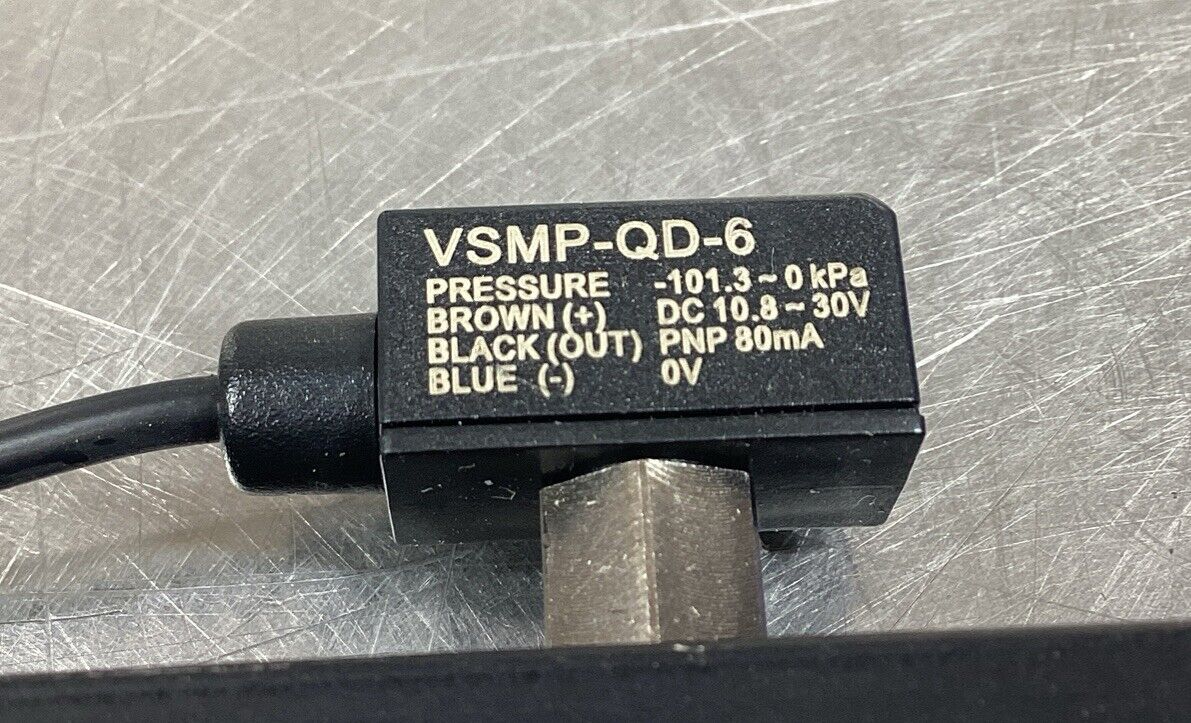 VSMP-QD-6
PRESSURE -101.3 ~ 0 kPa
BROWN (+) DC 10.8 ~ 30V
BLACK (OUT) PNP 80mA
BLUE (-) 0V